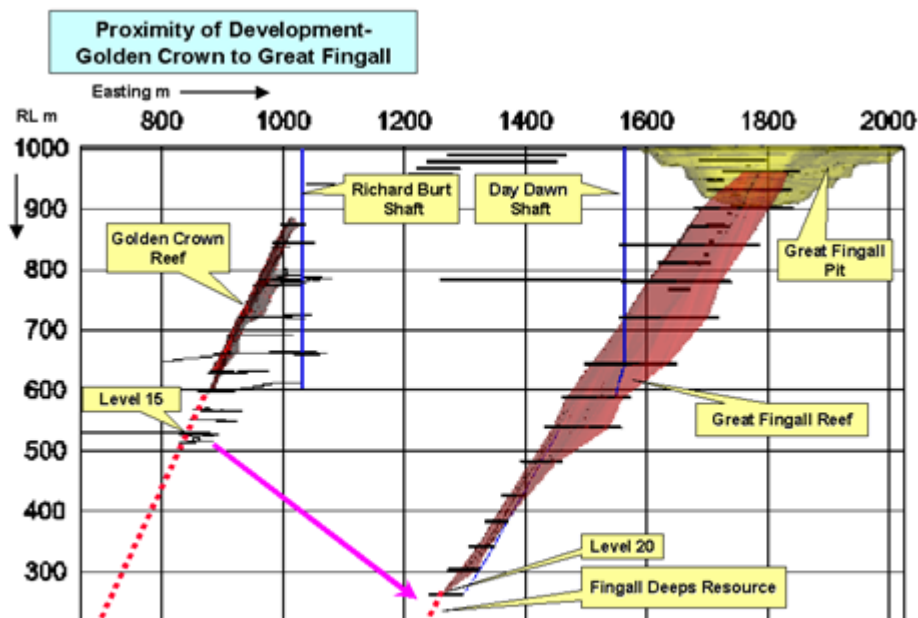 Proximity of Development-
Golden Crown to Great Fingall
Easting m
RL m
800 1000 1200 1400 1600 1800 2000
1000
900
800
700
600
500
400
300
Richard Burt
Shaft
Day Dawn
Shaft
Golden Crown
Reef
Great Fingall
Pit
Level 15
Great Fingall Reef
Level 20
Fingall Deeps Resource